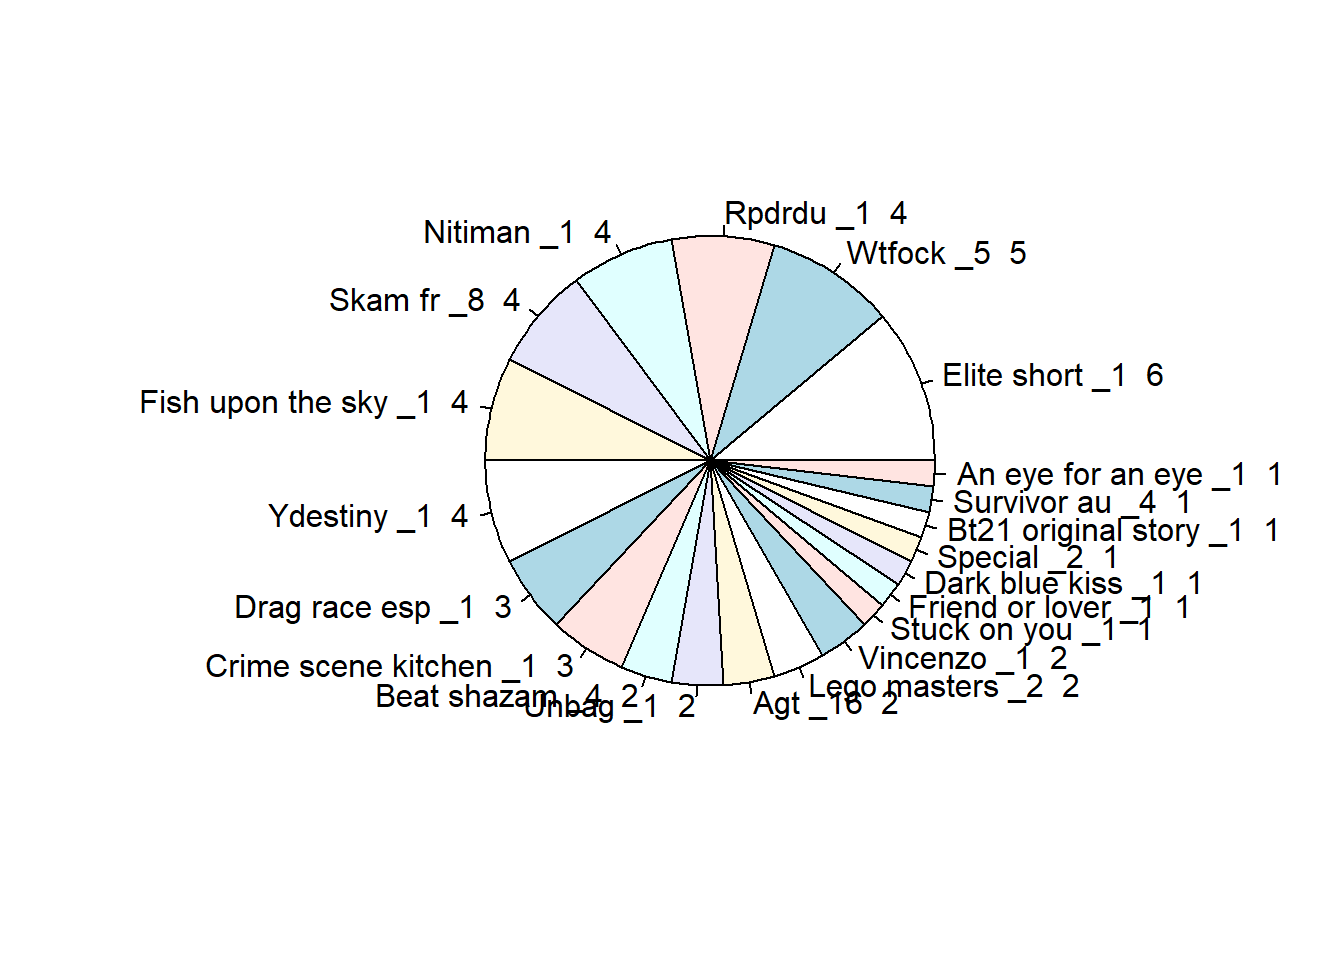 Rpdrdu _1  4
Nitiman _1  4
Wtfock _5  5
Skam fr _8  4
Elite short _1  6
Fish upon the sky _1  4
An eye for an eye _1  1
Survivor au _4  1
Ydestiny _1  4
Bt21 original story _1  1
Special _2  1
Dark blue kiss _1  1
Drag race esp _1  3
Friend or lover _1  1
Stuck on you _1  1
Vincenzo _1  2
Crime scene kitchen _1  3
Lego masters _2  2
Beat shazam _4  2
Agt _16  2
Unbag _1  2